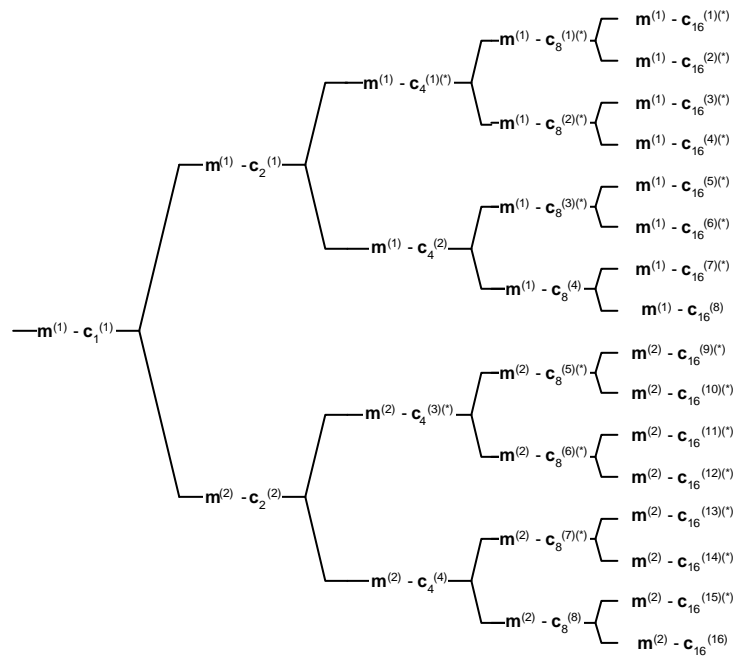 m(1) - c16(1)(*)
m(1) - c8(1)(*)
m(1) - c16(2)(*)
m(1) - c4(1)(*)
m(1) - c16(3)(*)
m(1) - c8(2)(*)
m(1) - c16(4)(*)
m(1) - c2(1)
m(1) - c16(5)(*)
m(1) - c8(3)(*)
m(1) - c16(6)(*)
m(1) - c4(2)
m(1) - c16(7)(*)
m(1) - c8(4)
m(1) - c16(8)
m(1) - c1(1)
m(2) - c16(9)(*)
m(2) - c8(5)(*)
m(2) - c16(10)(*)
m(2) - c4(3)(*)
m(2) - c16(11)(*)
m(2) - c8(6)(*)
m(2) - c16(12)(*)
m(2) - c2(2)
m(2) - c16(13)(*)
m(2) - c8(7)(*)
m(2) - c16(14)(*)
m(2) - c4(4)
m(2) - c16(15)(*)
m(2) - c8(8)
m(2) - c16(16)